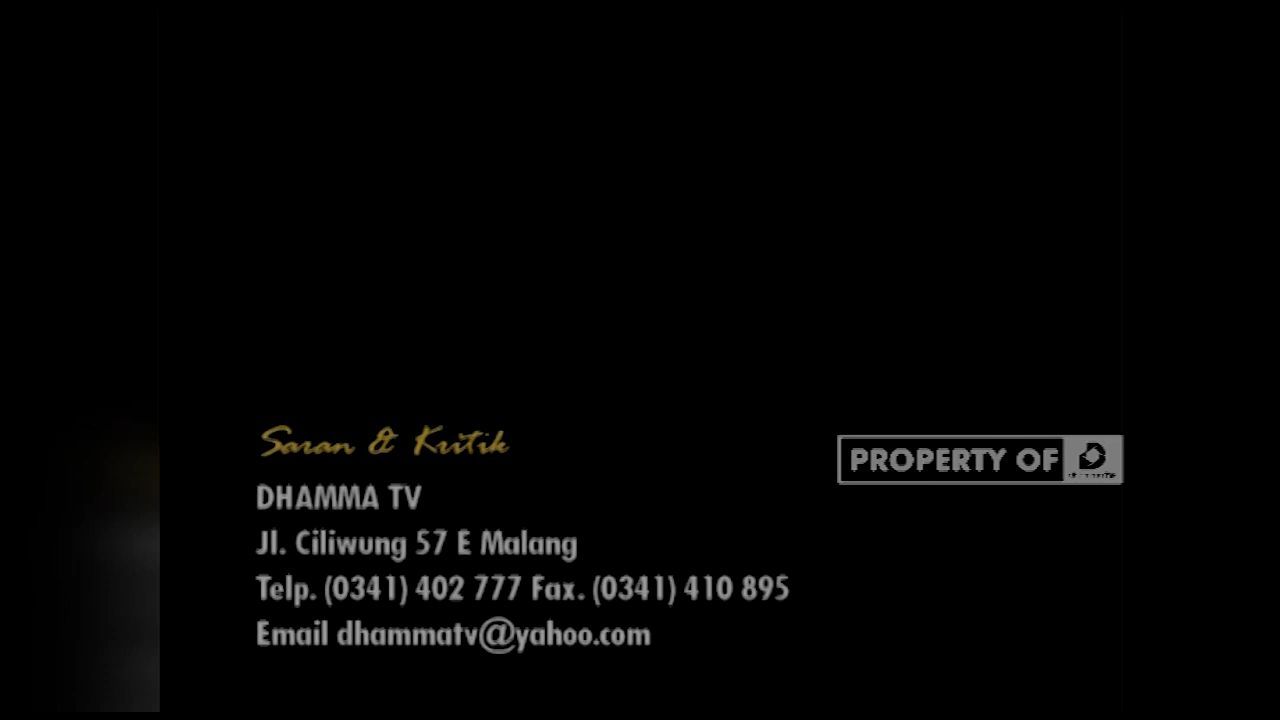 Saran & Kritik
PROPERTY OF
DHAMMA TV
Jl. Ciliwung 57 E Malang
Telp. (0341) 402 777 Fax. (0341) 410 895
Email dhammatv@yahoo.com